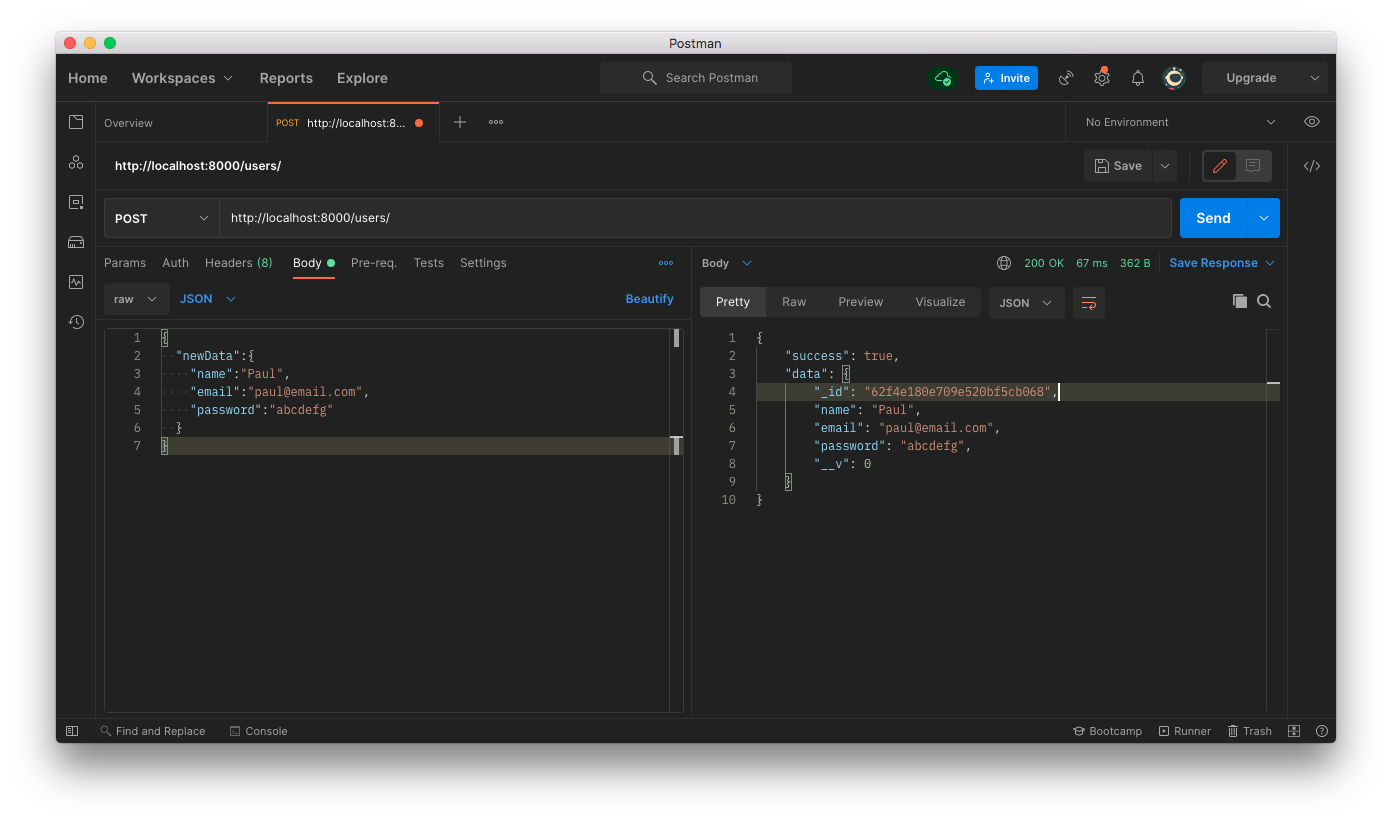 Postman
Home Workspaces Reports Explore Search Postman Invite Upgrade
Overview POST http://localhost:8... No Environment
http://localhost:8000/users/ Save
POST http://localhost:8000/users/ Send
Params Auth Headers (8) Body Pre-req. Tests Settings
raw JSON Beautify
1 {
2 "newData":{
3 "name":"Paul",
4 "email":"paul@email.com",
5 "password":"abcdefg"
6 }
7 }
Body 200 OK 67 ms 362 B Save Response
Pretty Raw Preview Visualize JSON
1 {
2 "success": true,
3 "data": {
4 "_id": "62f4e180e709e520bf5cb068",
5 "name": "Paul",
6 "email": "paul@email.com",
7 "password": "abcdefg",
8 "__v": 0
9 }
10 }
Find and Replace Console Bootcamp Runner Trash